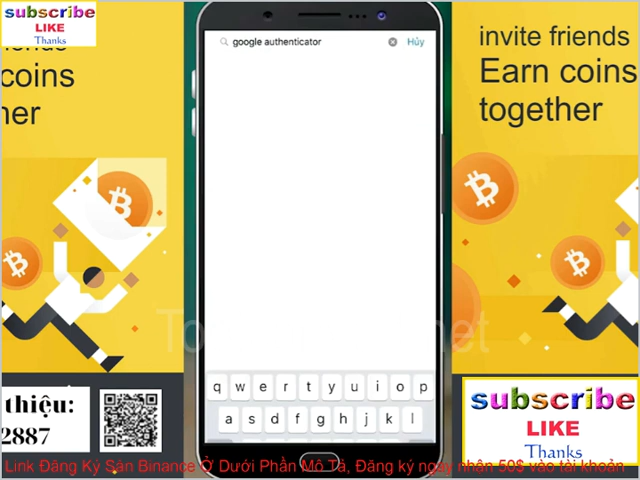 subscribe
LIKE
Thanks
coins
her
google authenticator
Hủy
invite friends
Earn coins
together
q w e r t y u i o p
a s d f g h j k l
thiệu:
2887
subscribe
LIKE
Thanks
Link Đăng Ký Sàn Binance Ở Dưới Phần Mô Tả, Đăng ký ngay nhận 50$ vào tài khoản